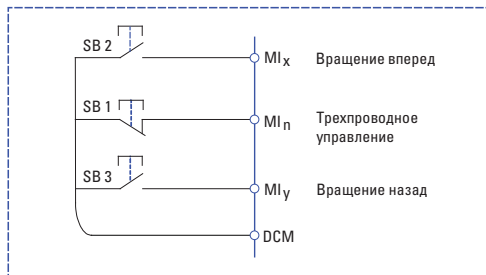 SB 2
MIx Вращение вперед
SB 1
MIn Трехпроводное
управление
SB 3
MIy Вращение назад
DCM